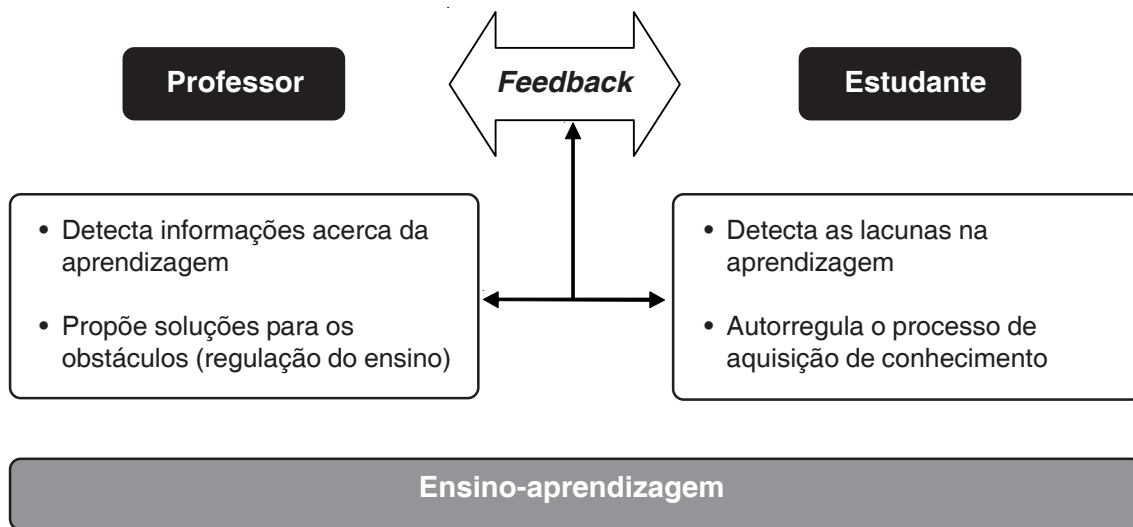 Professor
Feedback
Estudante
• Detecta informações acerca da
aprendizagem
• Propõe soluções para os
obstáculos (regulação do ensino)
• Detecta as lacunas na
aprendizagem
• Autorregula o processo de
aquisição de conhecimento
Ensino-aprendizagem